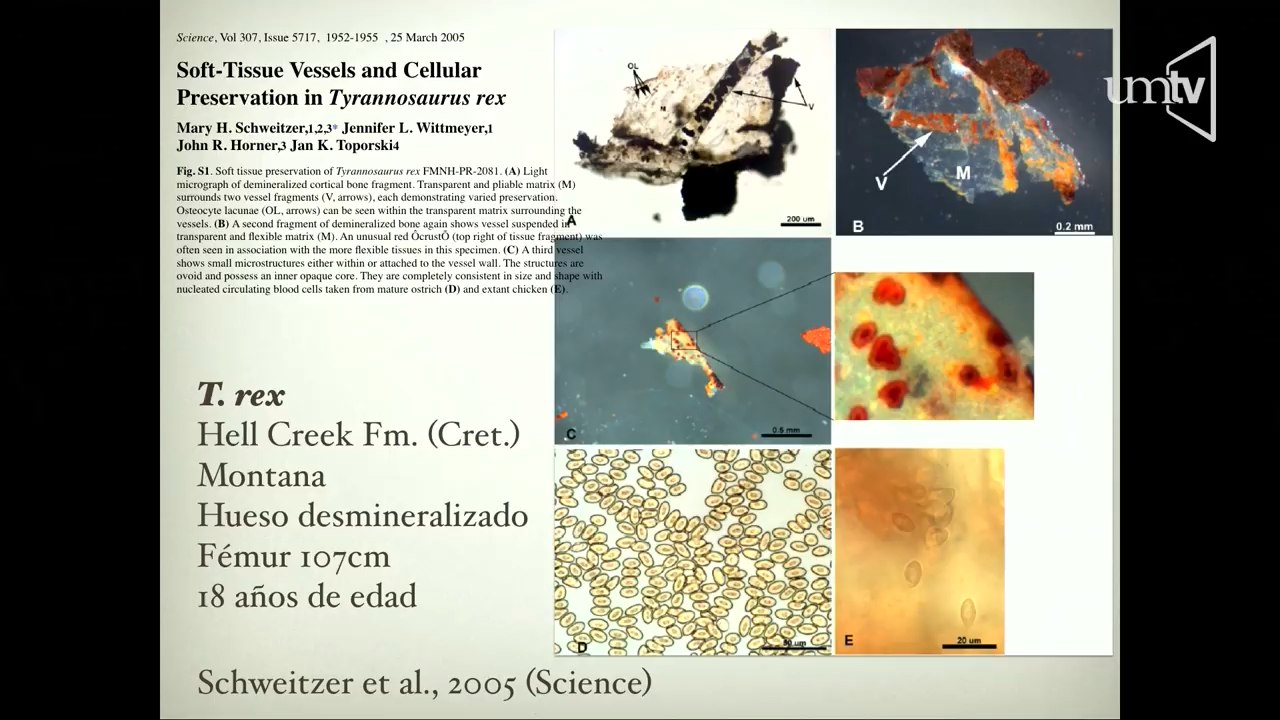 Science, Vol 307, Issue 5717, 1952-1955 , 25 March 2005
Soft-Tissue Vessels and Cellular
Preservation in Tyrannosaurus rex
Mary H. Schweitzer,1,2,3* Jennifer L. Wittmeyer,1
John R. Horner,3 Jan K. Toporski4
Fig. S1. Soft tissue preservation of Tyrannosaurus rex FMNH-PR-2081. (A) Light
micrograph of demineralized cortical bone fragment. Transparent and pliable matrix (M)
surrounds two vessel fragments (V, arrows), each demonstrating varied preservation.
Osteocyte lacunae (OL, arrows) can be seen within the transparent matrix surrounding the
vessels. (B) A second fragment of demineralized bone again shows vessel suspended in
transparent and flexible matrix (M). An unusual red ÒcrustÓ (top right of tissue fragment) was
often seen in association with the more flexible tissues in this specimen. (C) A third vessel
shows small microstructures either within or attached to the vessel wall. The structures are
ovoid and possess an inner opaque core. They are completely consistent in size and shape with
nucleated circulating blood cells taken from mature ostrich (D) and extant chicken (E).
T. rex
Hell Creek Fm. (Cret.)
Montana
Hueso desmineralizado
Fémur 107cm
18 años de edad
Schweitzer et al., 2005 (Science)
OL
M
V
A
200 um
V
M
B
0.2 mm
C
0.5 mm
D
um
E
20 um
umtv